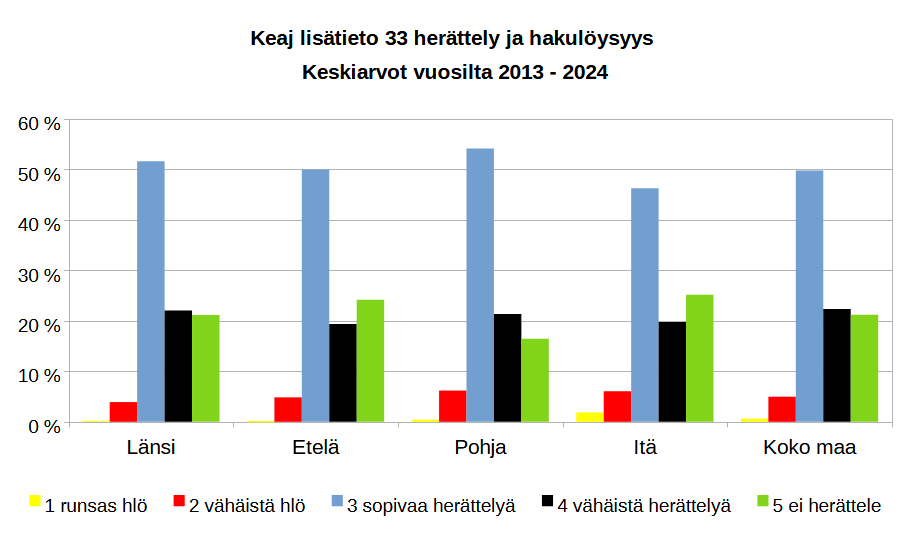 Keaj lisätieto 33 herättely ja hakulöysyys
Keskiarvot vuosilta 2013 - 2024
60 %
50 %
40 %
30 %
20 %
10 %
0 %
Länsi Etelä Pohja Itä Koko maa
1 runsas hlö 2 vähäistä hlö 3 sopivaa herättelyä 4 vähäistä herättelyä 5 ei herättele